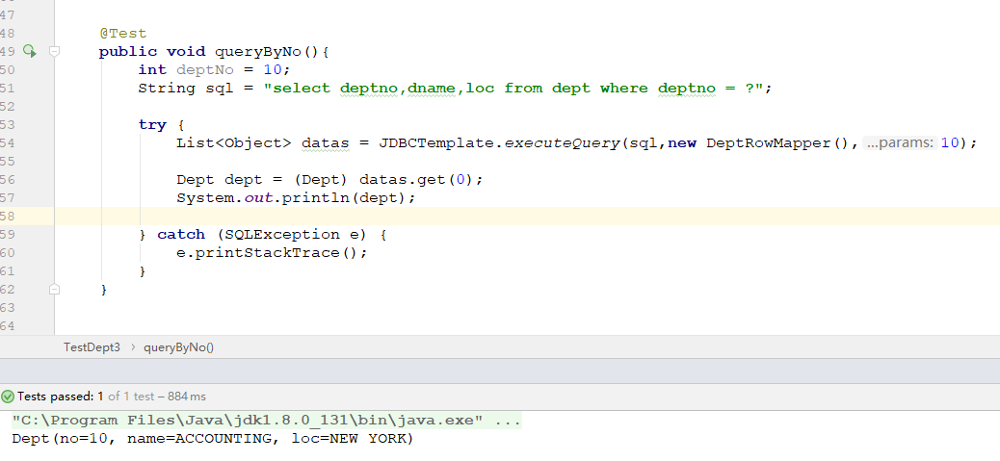 47
48 @Test
49 public void queryByNo(){
50 int deptNo = 10;
51 String sql = "select deptno,dname,loc from dept where deptno = ?";
52
53 try {
54 List<Object> datas = JDBCTemplate.executeQuery(sql,new DeptRowMapper(), ...params: 10);
55
56 Dept dept = (Dept) datas.get(0);
57 System.out.println(dept);
58
59 } catch (SQLException e) {
60 e.printStackTrace();
61 }
62 }
63
64
TestDept3 › queryByNo()
Tests passed: 1 of 1 test – 884 ms
"C:\Program Files\Java\jdk1.8.0_131\bin\java.exe" ...
Dept(no=10, name=ACCOUNTING, loc=NEW YORK)